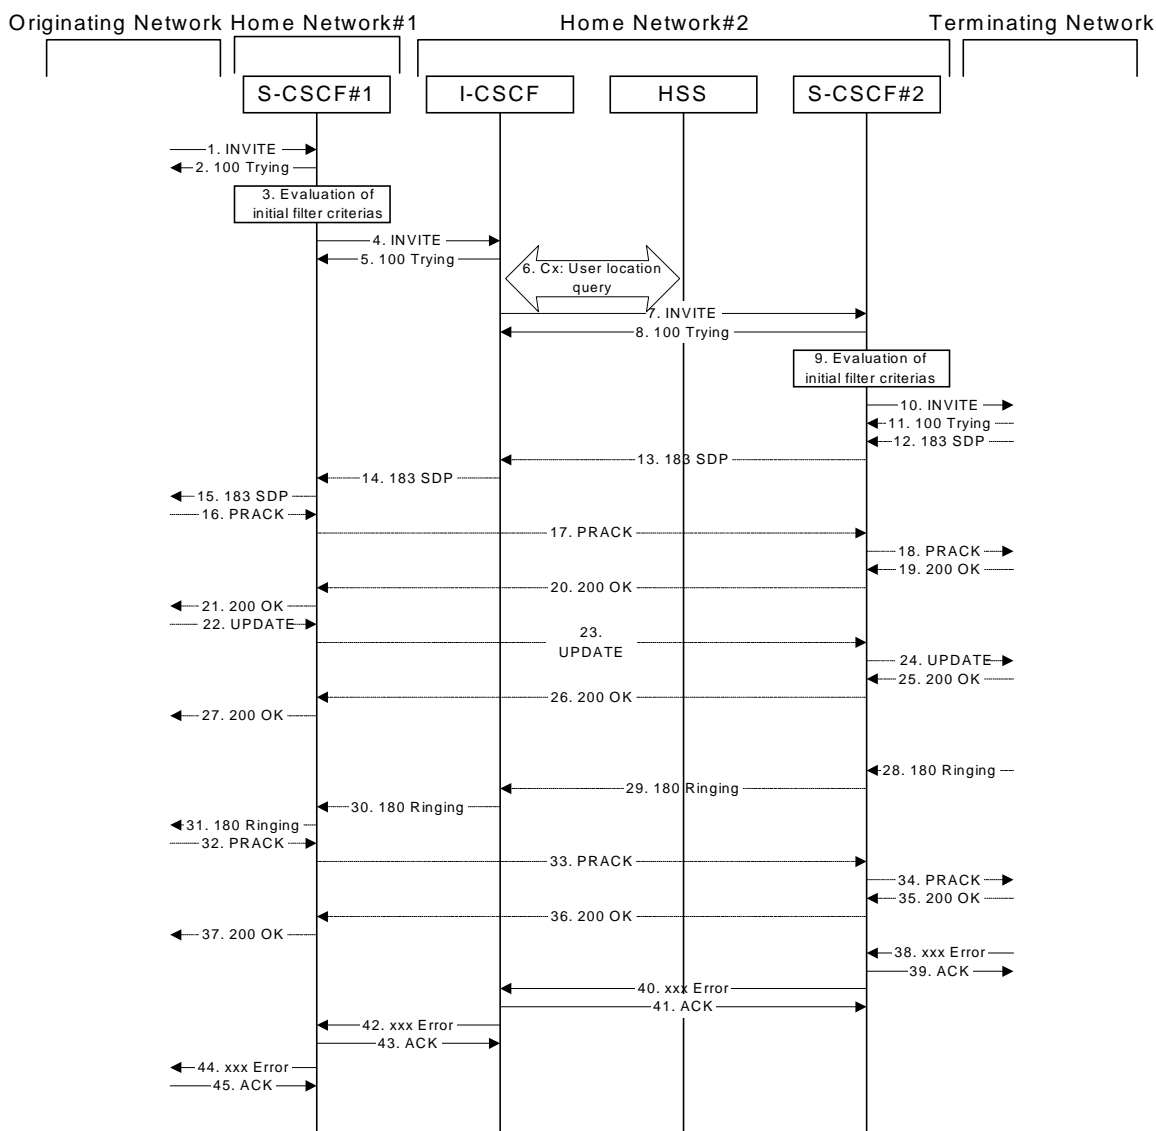 Originating Network Home Network#1 Home Network#2 Terminating Network
S-CSCF#1 I-CSCF HSS S-CSCF#2
1. INVITE
2. 100 Trying
3. Evaluation of
initial filter criterias
4. INVITE
5. 100 Trying
6. Cx: User location
query
7. INVITE
8. 100 Trying
9. Evaluation of
initial filter criterias
10. INVITE
11. 100 Trying
12. 183 SDP
13. 183 SDP
14. 183 SDP
15. 183 SDP
16. PRACK
17. PRACK
18. PRACK
19. 200 OK
20. 200 OK
21. 200 OK
22. UPDATE
23.
UPDATE
24. UPDATE
25. 200 OK
26. 200 OK
27. 200 OK
28. 180 Ringing
29. 180 Ringing
30. 180 Ringing
31. 180 Ringing
32. PRACK
33. PRACK
34. PRACK
35. 200 OK
36. 200 OK
37. 200 OK
38. xxx Error
39. ACK
40. xxx Error
41. ACK
42. xxx Error
43. ACK
44. xxx Error
45. ACK